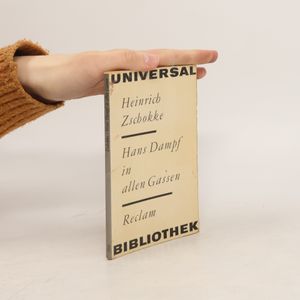 UNIVERSAL
Heinrich
Zschokke
Hans Dampf
in
allen Gassen
Reclam
BIBLIOTHEK